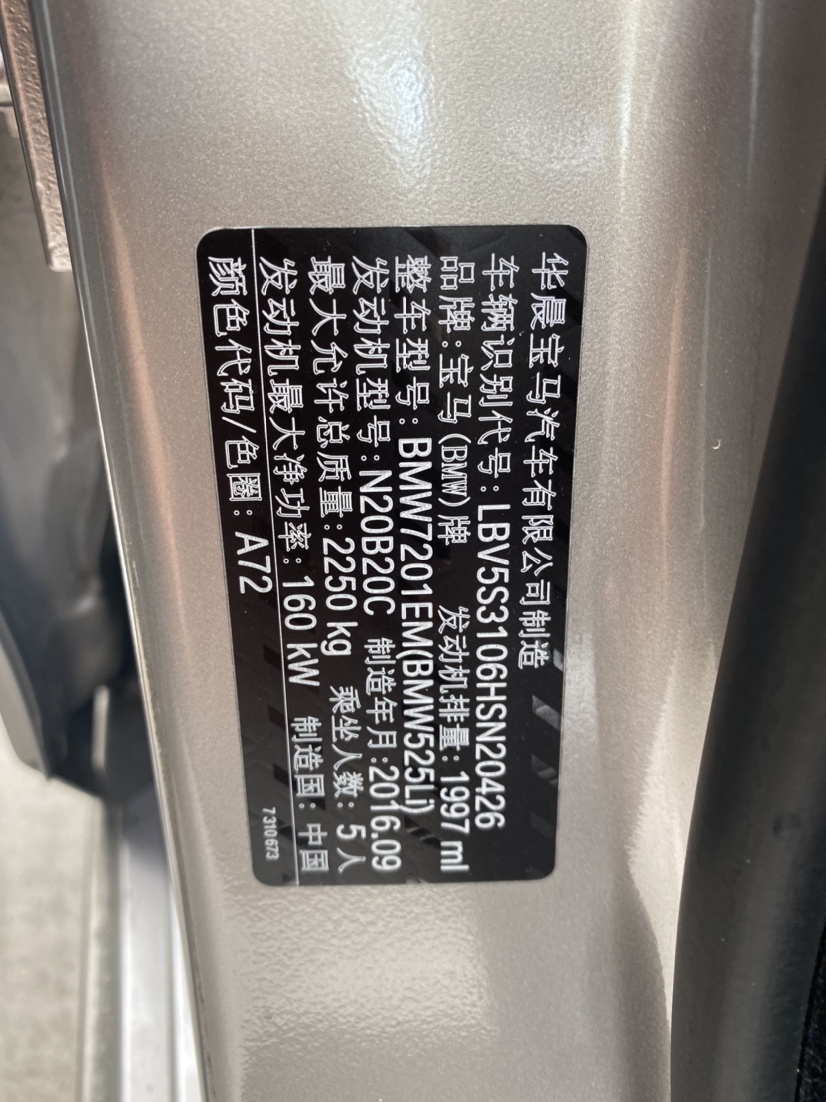 华晨宝马汽车有限公司制造
车辆识别代号:LBV5S3106HSN20426
品牌:宝马(BMW)牌 发动机排量:1997 ml
整车型号:BMW7201EM(BMW525Li)
发动机型号:N20B20C 制造年月:2016.09
最大允许总质量:2250 kg 乘坐人数:5人
发动机最大净功率:160 kW 制造国:中国
颜色代码/色圈:A72 7 310 673